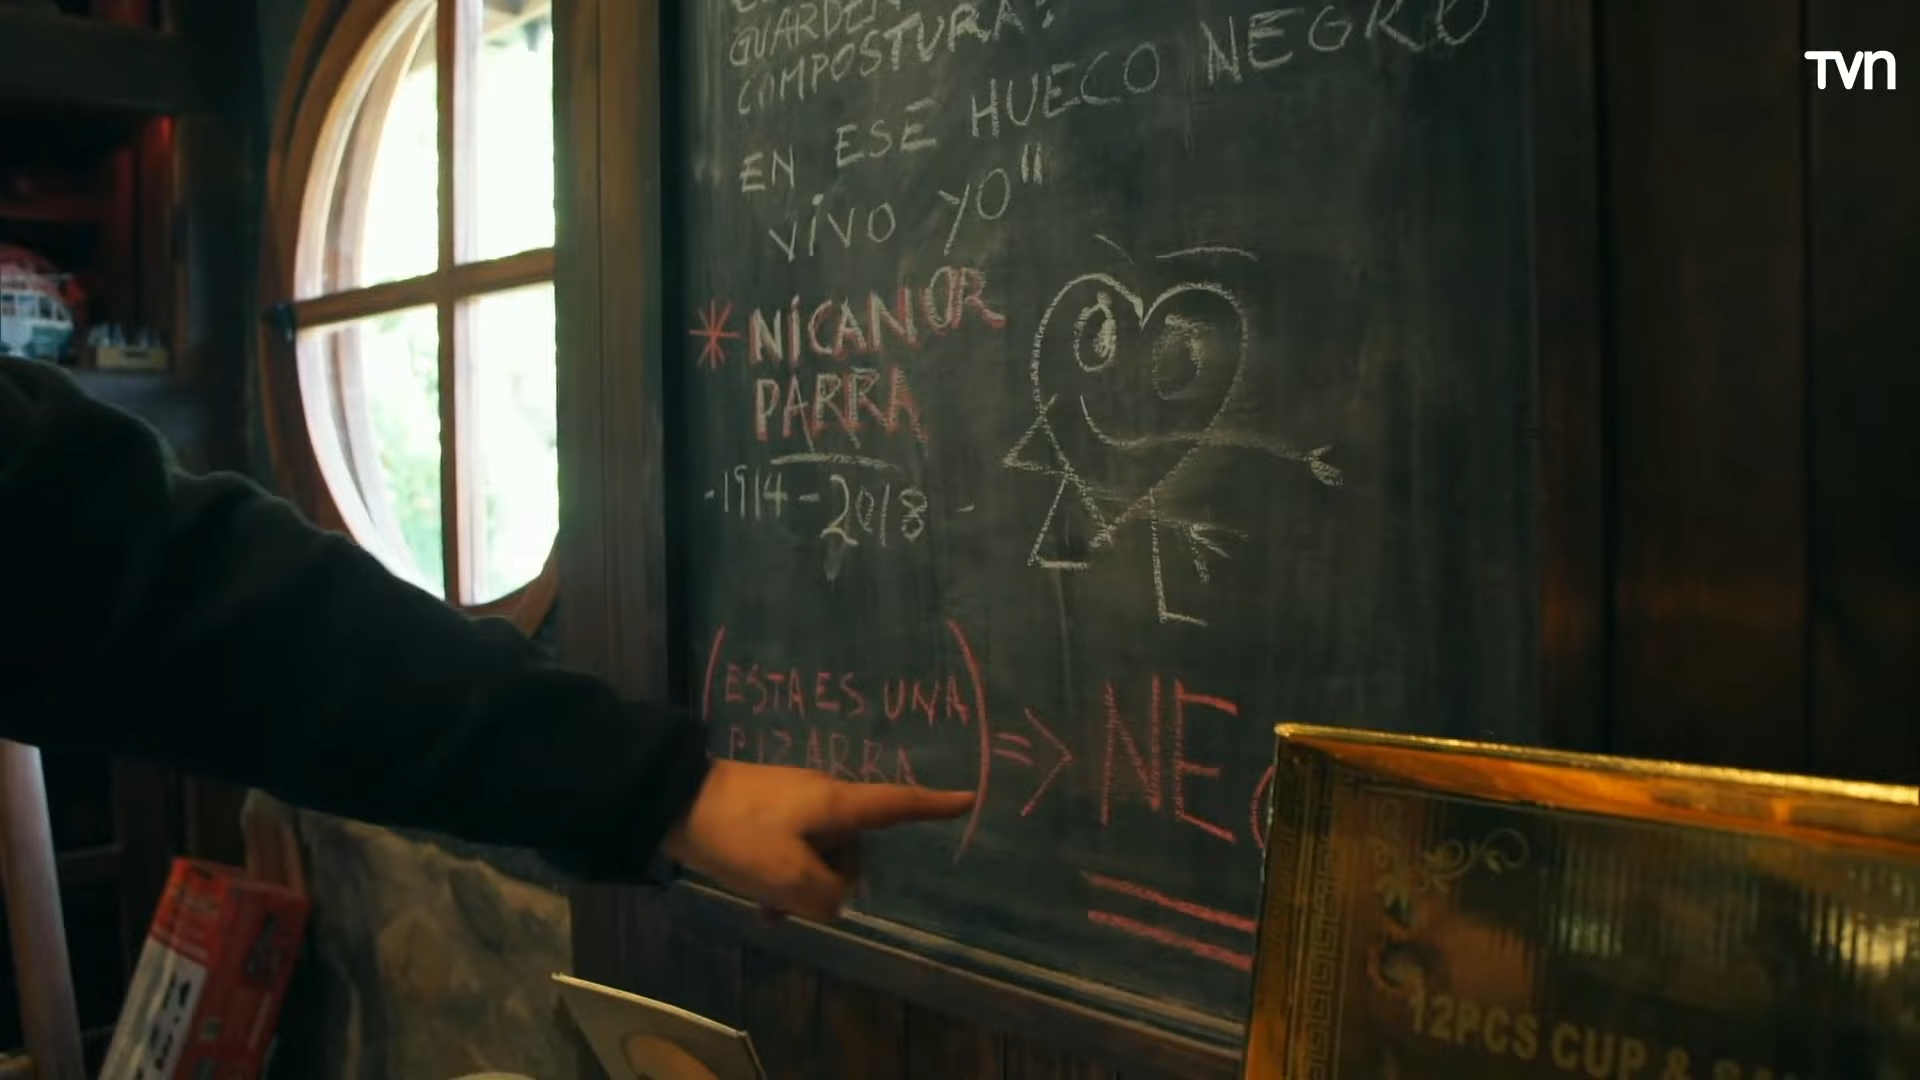 GUARDEN
COMPOSTURA!
EN ESE HUECO NEGRO
VIVO YO"
* NICANOR
PARRA
-1914-2018-
(ESTA ES UNA
PIZARRA)
=> NE
TVN
12PCS CUP &